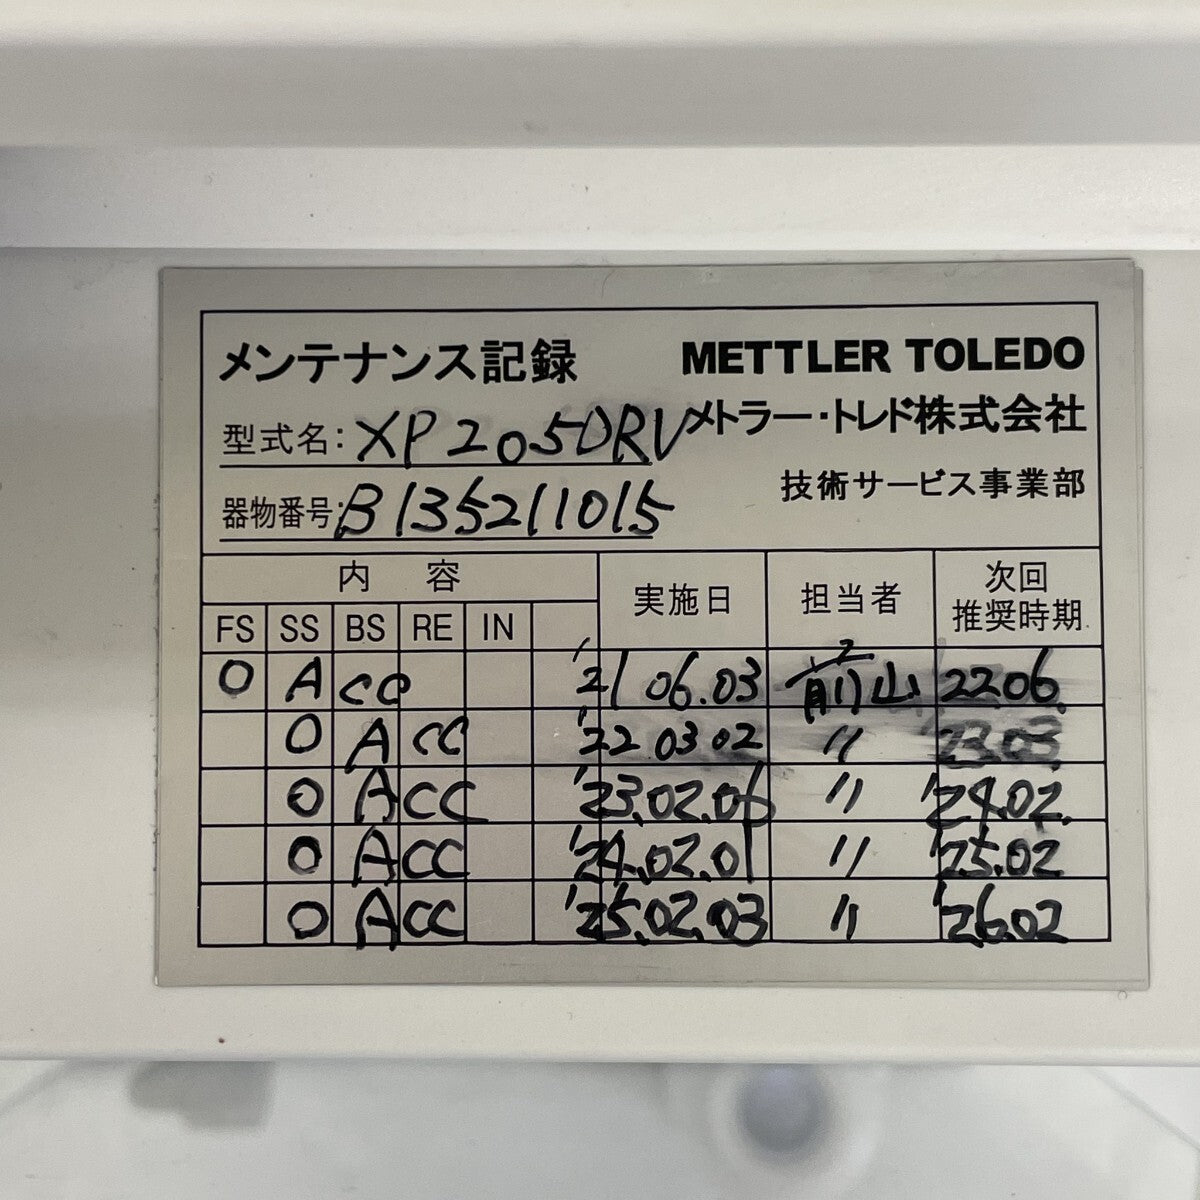 メンテナンス記録 METTLER TOLEDO
型式名: XP205DRV メトラー・トレド株式会社
器物番号: B135211015 技術サービス事業部
内 容 実施日 担当者 次回推奨時期
FS SS BS RE IN
O Acc '21 06.03 前山 22.06.
O Acc '22 03 02 〃 '23.03
O Acc '23.02.06 〃 '24.02.
O Acc '24.02.01 〃 '25.02
O Acc '25.02.03 〃 '26.02